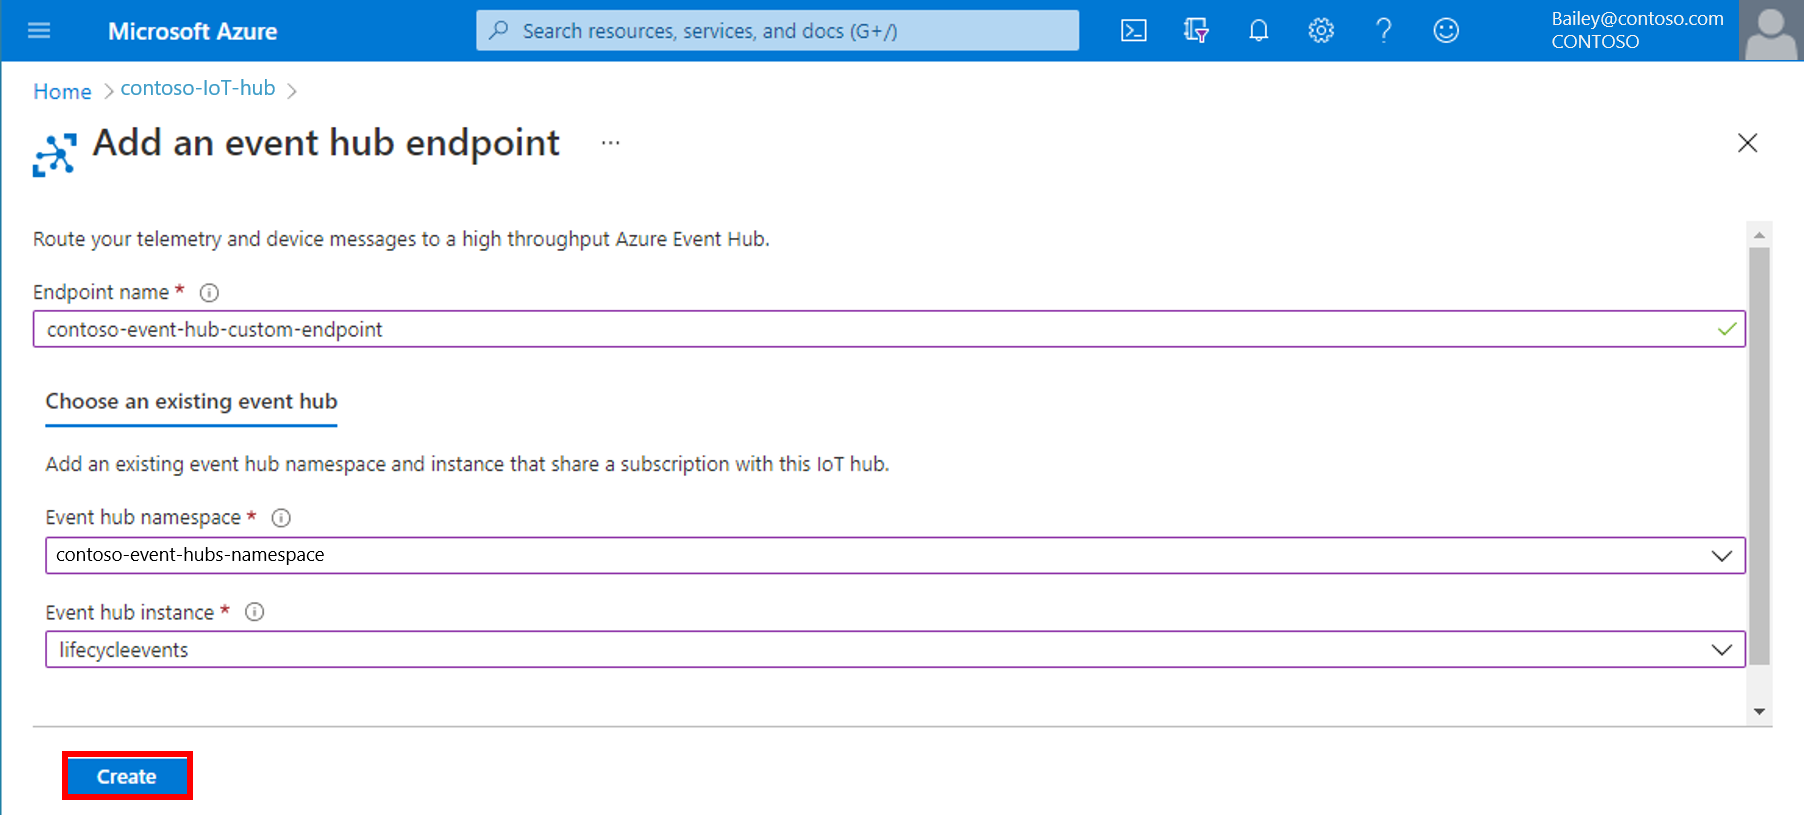 Microsoft Azure
Search resources, services, and docs (G+/)
Bailey@contoso.com
CONTOSO
Home
contoso-IoT-hub
Add an event hub endpoint
Route your telemetry and device messages to a high throughput Azure Event Hub.
Endpoint name *
contoso-event-hub-custom-endpoint
Choose an existing event hub
Add an existing event hub namespace and instance that share a subscription with this IoT hub.
Event hub namespace *
contoso-event-hubs-namespace
Event hub instance *
lifecycleevents
Create